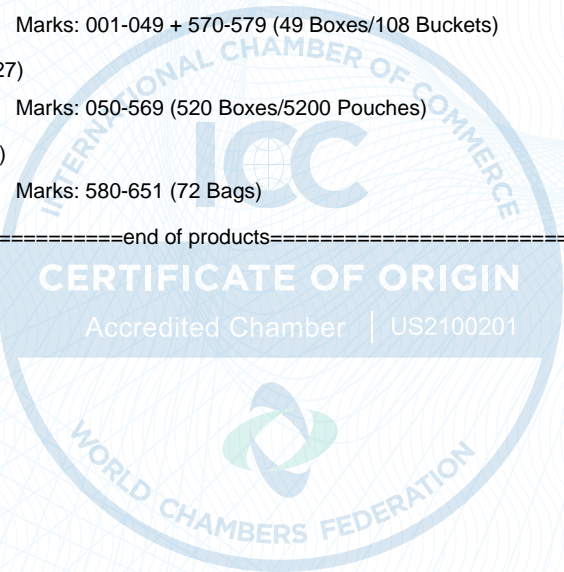 Marks: 001-049 + 570-579 (49 Boxes/108 Buckets)
27)
Marks: 050-569 (520 Boxes/5200 Pouches)
)
Marks: 580-651 (72 Bags)
==========end of products========================
INTERNATIONAL CHAMBER OF COMMERCE
ICC
CERTIFICATE OF ORIGIN
Accredited Chamber | US2100201
WORLD CHAMBERS FEDERATION